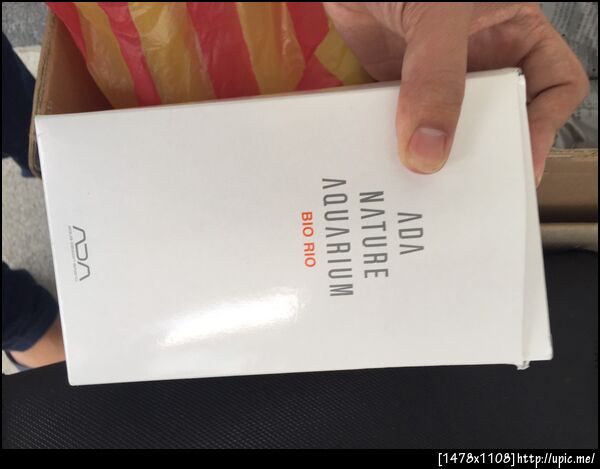 ADA
NATURE
AQUARIUM
BIO RIO
ADA
[1478x1108]http://upic.me/